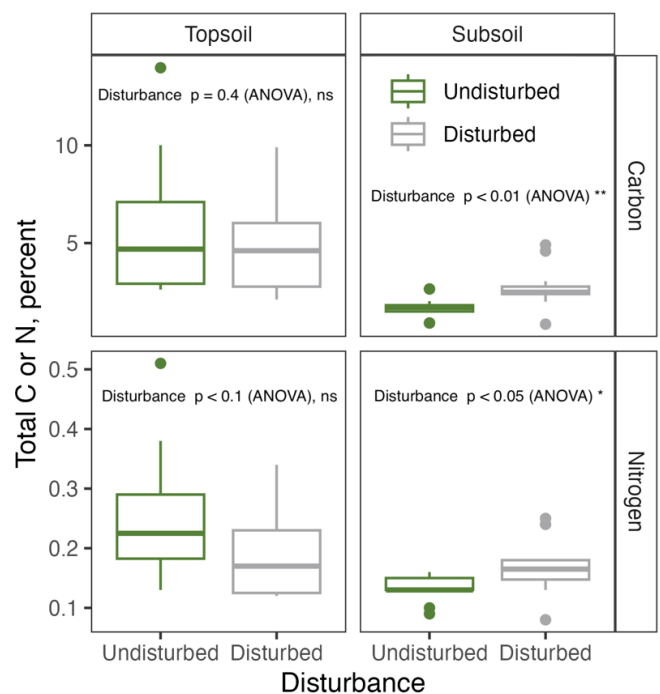 Topsoil
Subsoil
Disturbance p = 0.4 (ANOVA), ns
Undisturbed
Disturbed
Disturbance p < 0.01 (ANOVA) **
Carbon
10
5
Total C or N, percent
Disturbance p < 0.1 (ANOVA), ns
Disturbance p < 0.05 (ANOVA) *
Nitrogen
0.5
0.4
0.3
0.2
0.1
Undisturbed Disturbed
Undisturbed Disturbed
Disturbance